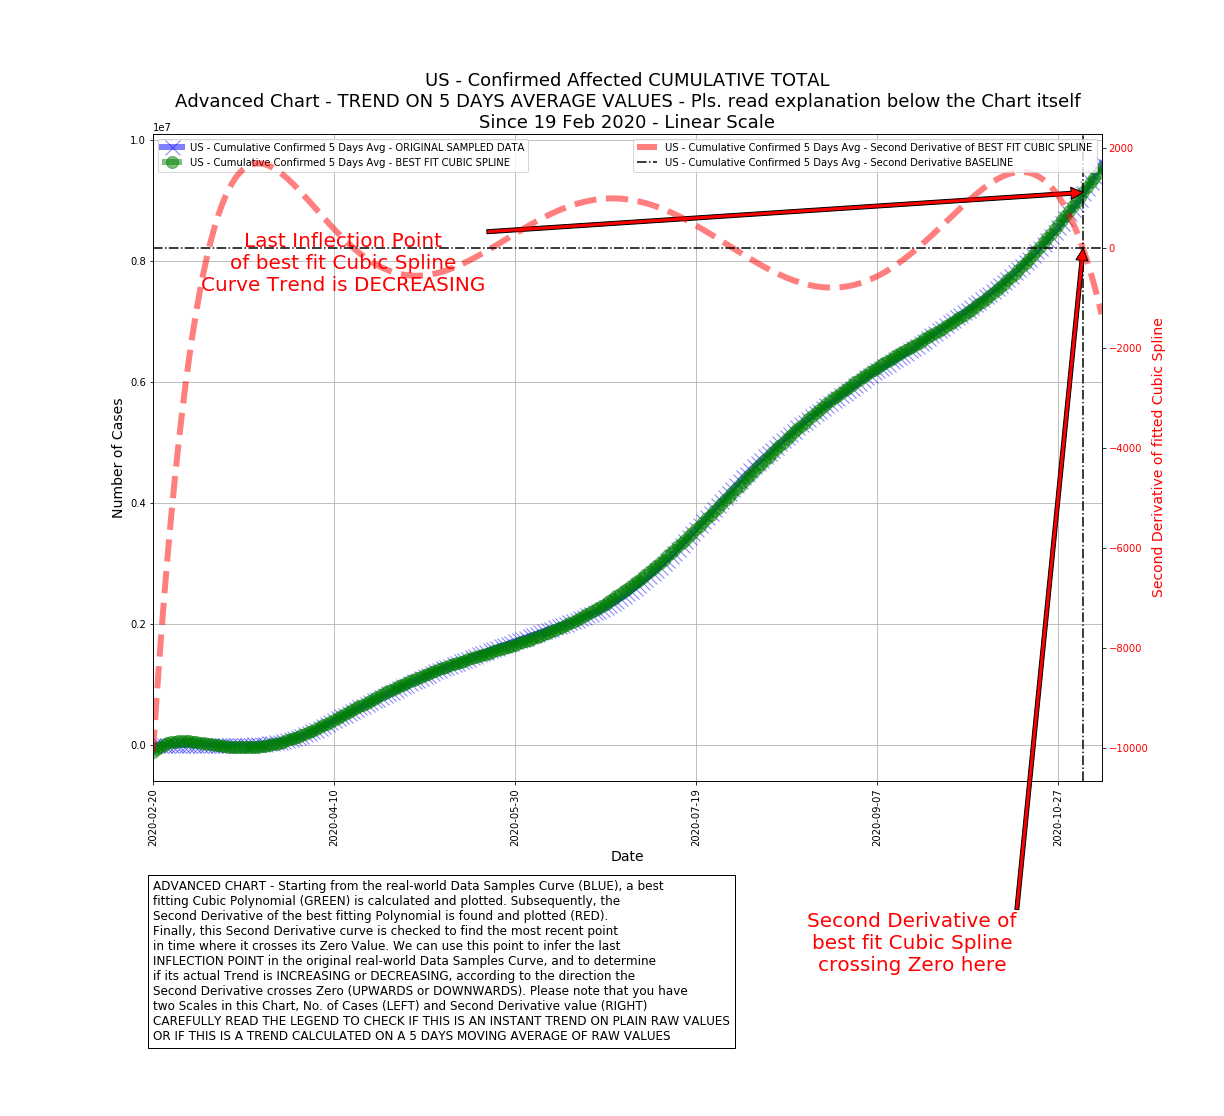 US - Confirmed Affected CUMULATIVE TOTAL
Advanced Chart - TREND ON 5 DAYS AVERAGE VALUES - Pls. read explanation below the Chart itself
Since 19 Feb 2020 - Linear Scale
1e7
US - Cumulative Confirmed 5 Days Avg - ORIGINAL SAMPLED DATA
US - Cumulative Confirmed 5 Days Avg - BEST FIT CUBIC SPLINE
US - Cumulative Confirmed 5 Days Avg - Second Derivative of BEST FIT CUBIC SPLINE
US - Cumulative Confirmed 5 Days Avg - Second Derivative BASELINE
1.0
0.8
0.6
0.4
0.2
0.0
Number of Cases
Last Inflection Point
of best fit Cubic Spline
Curve Trend is DECREASING
2000
0
−2000
−4000
−6000
−8000
−10000
Second Derivative of fitted Cubic Spline
2020-02-20
2020-04-10
2020-05-30
2020-07-19
2020-09-07
2020-10-27
Date
ADVANCED CHART - Starting from the real-world Data Samples Curve (BLUE), a best
fitting Cubic Polynomial (GREEN) is calculated and plotted. Subsequently, the
Second Derivative of the best fitting Polynomial is found and plotted (RED).
Finally, this Second Derivative curve is checked to find the most recent point
in time where it crosses its Zero Value. We can use this point to infer the last
INFLECTION POINT in the original real-world Data Samples Curve, and to determine
if its actual Trend is INCREASING or DECREASING, according to the direction the
Second Derivative crosses Zero (UPWARDS or DOWNWARDS). Please note that you have
two Scales in this Chart, No. of Cases (LEFT) and Second Derivative value (RIGHT)
CAREFULLY READ THE LEGEND TO CHECK IF THIS IS AN INSTANT TREND ON PLAIN RAW VALUES
OR IF THIS IS A TREND CALCULATED ON A 5 DAYS MOVING AVERAGE OF RAW VALUES
Second Derivative of
best fit Cubic Spline
crossing Zero here